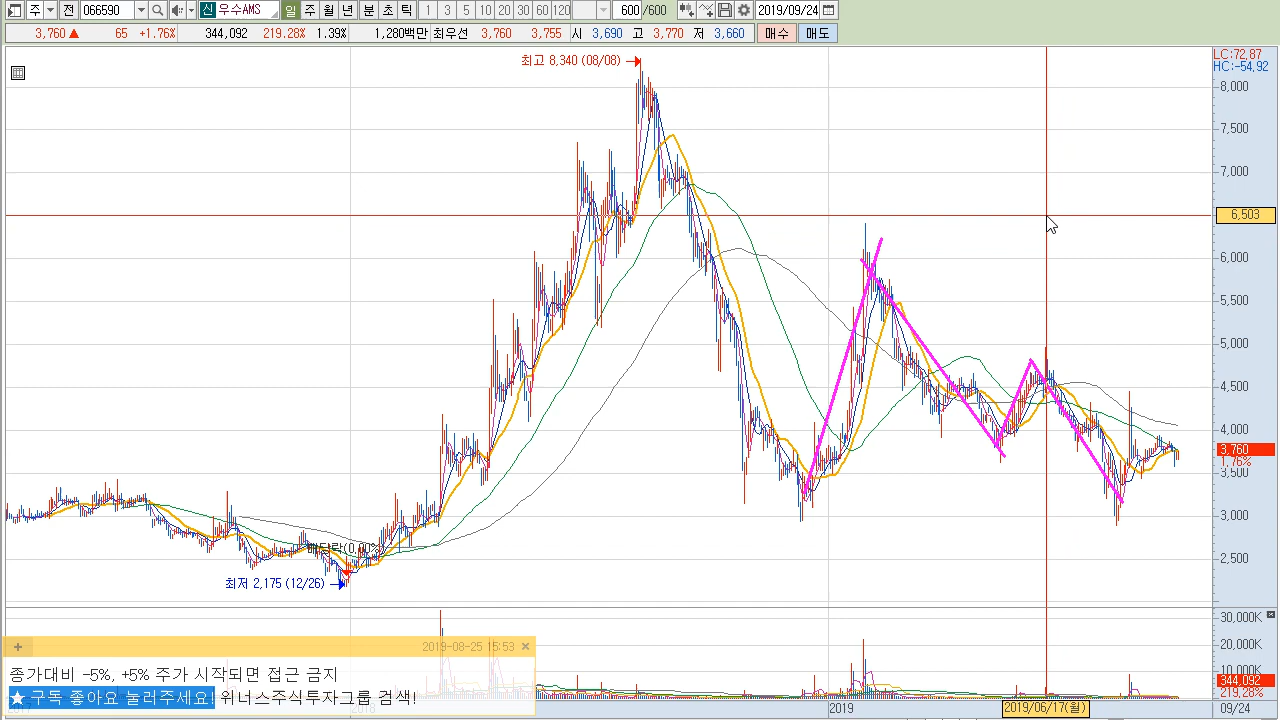 주 전 066590 신 우수AMS 일 주 월 년 분 초 틱 1 3 5 10 20 30 60 120 600 /600 2019/09/24
3,760 ▲ 65 +1.76% 344,092 219.28% 1.39% 1,280백만 최우선 3,760 3,755 시 3,690 고 3,770 저 3,660 매수 매도
LC:72,87
HC:-54,92
최고 8,340 (08/08)
8,000
7,500
7,000
6,503
6,000
5,500
5,000
4,500
4,000
3,760
1.76%
3,500
3,000
2,500
최저 2,175 (12/26)
30,000K
20,000K
10,000K
344,092
219.28%
2019-08-25 15:53
종가대비 -5%, +5% 주가 시작되면 접근 금지
★ 구독 좋아요 눌러주세요! 위너스주식투자그룹 검색!
2017 2018 2019 2019/06/17(월) 09/24